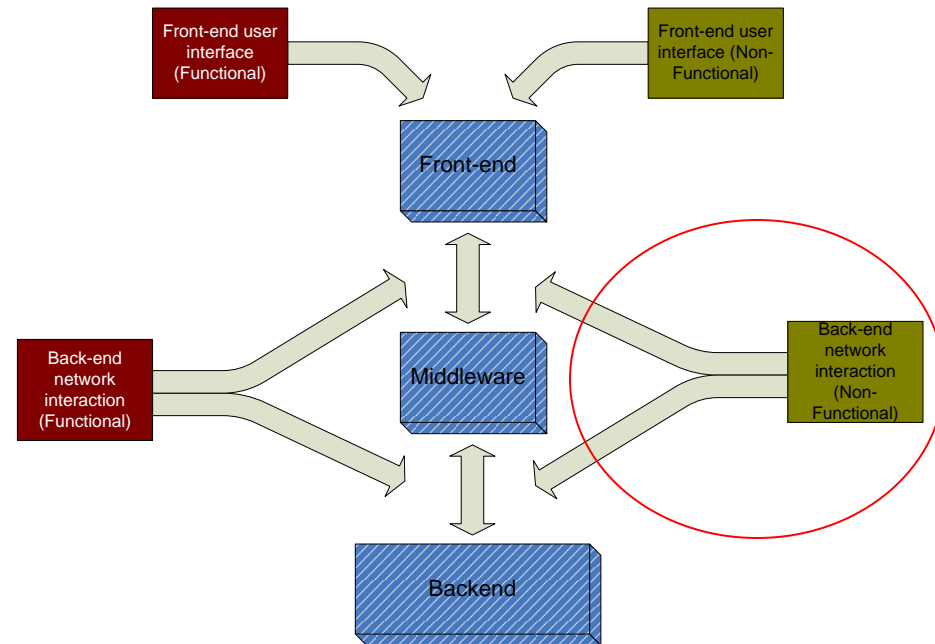 Front-end user
interface
(Functional)
Front-end user
interface (Non-
Functional)
Front-end
Back-end
network
interaction
(Functional)
Middleware
Back-end
network
interaction
(Non-
Functional)
Backend